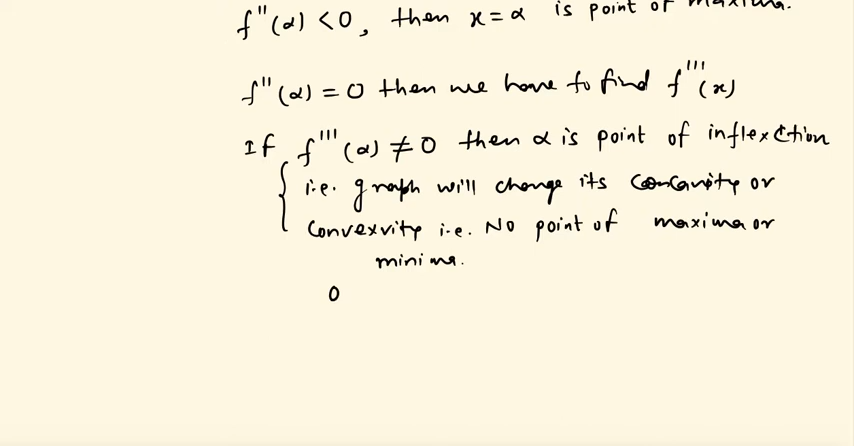 f''(α) < 0, then x = α is point of maxima.
f''(α) = 0 then we have to find f'''(x)
If f'''(α) ≠ 0 then α is point of inflexction
i.e. graph will change its concavity or
convexvity i.e. No point of maxima or
minima.
0